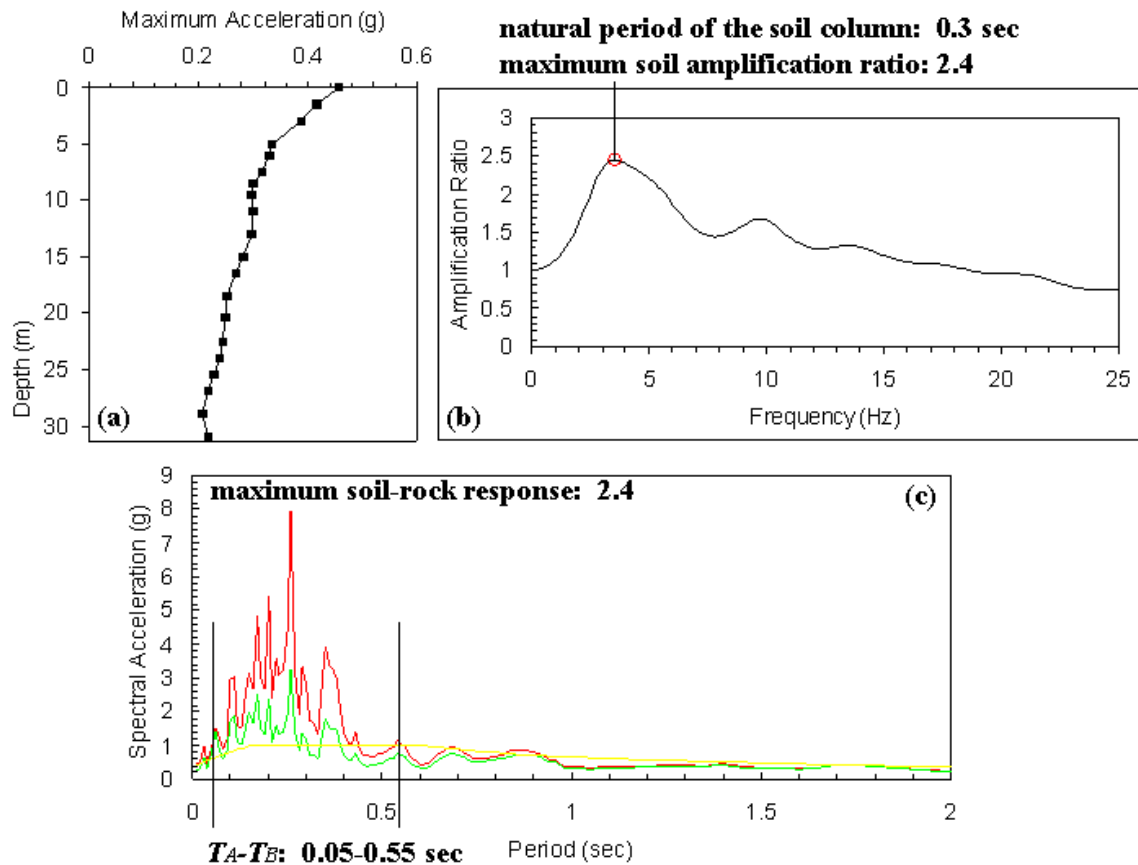 Maximum Acceleration (g)
0 0.2 0.4 0.6
0
5
10
15
20
25
30
Depth (m)
(a)
natural period of the soil column: 0.3 sec
maximum soil amplification ratio: 2.4
3
2.5
2
1.5
1
0.5
0
Amplification Ratio
0 5 10 15 20 25
(b)
Frequency (Hz)
maximum soil-rock response: 2.4
(c)
9
8
7
6
5
4
3
2
1
0
Spectral Acceleration (g)
0 0.5 1 1.5 2
TA-TB: 0.05-0.55 sec
Period (sec)